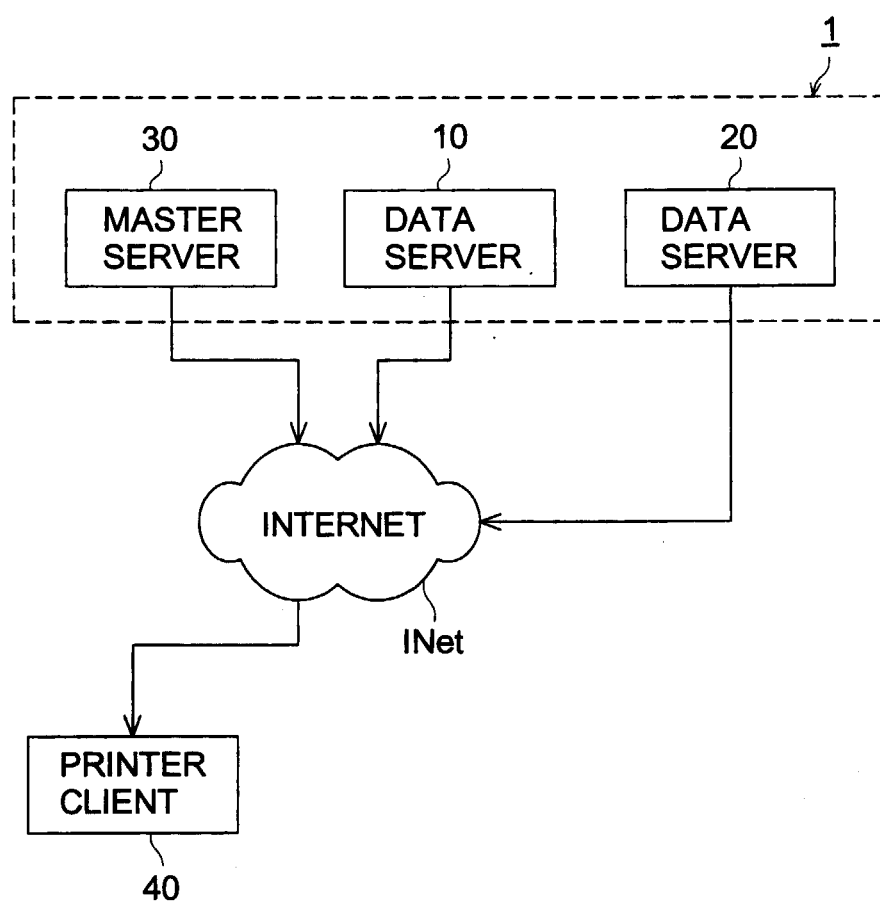 1
30
10
20
MASTER
SERVER
DATA
SERVER
DATA
SERVER
INTERNET
INet
PRINTER
CLIENT
40